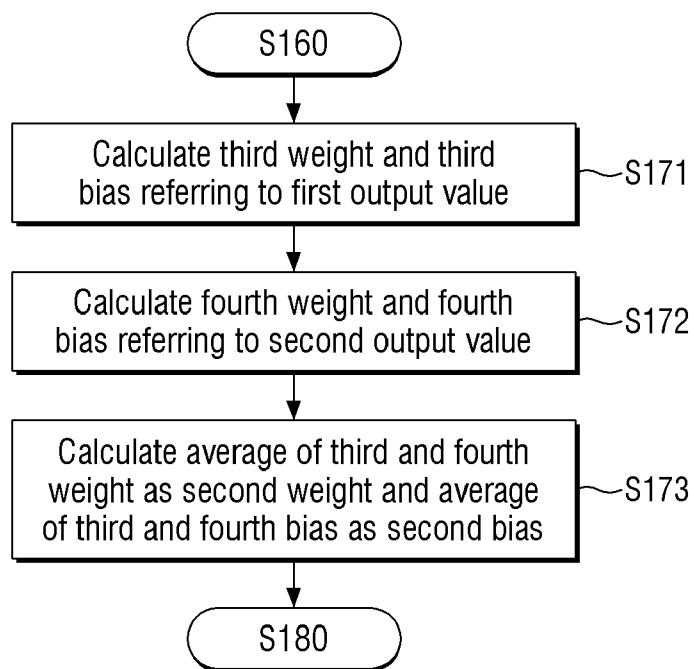 S160
Calculate third weight and third
bias referring to first output value
S171
Calculate fourth weight and fourth
bias referring to second output value
S172
Calculate average of third and fourth
weight as second weight and average
of third and fourth bias as second bias
S173
S180